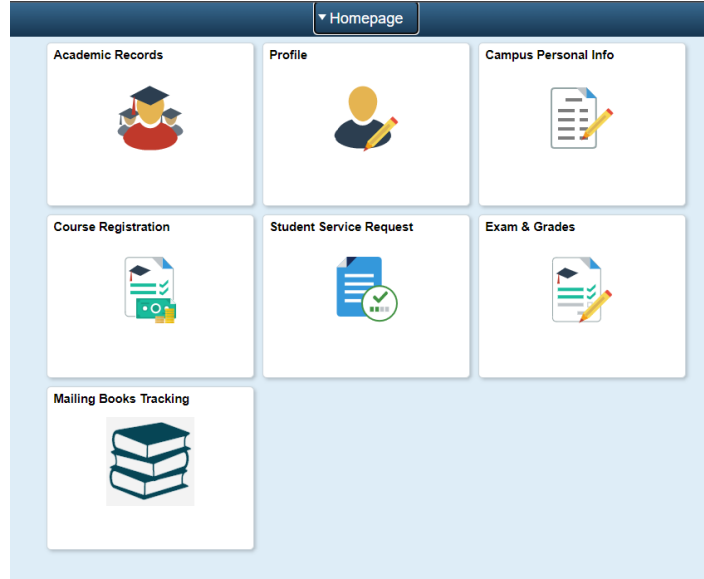 Homepage
Academic Records
Profile
Campus Personal Info
Course Registration
Student Service Request
Exam & Grades
Mailing Books Tracking